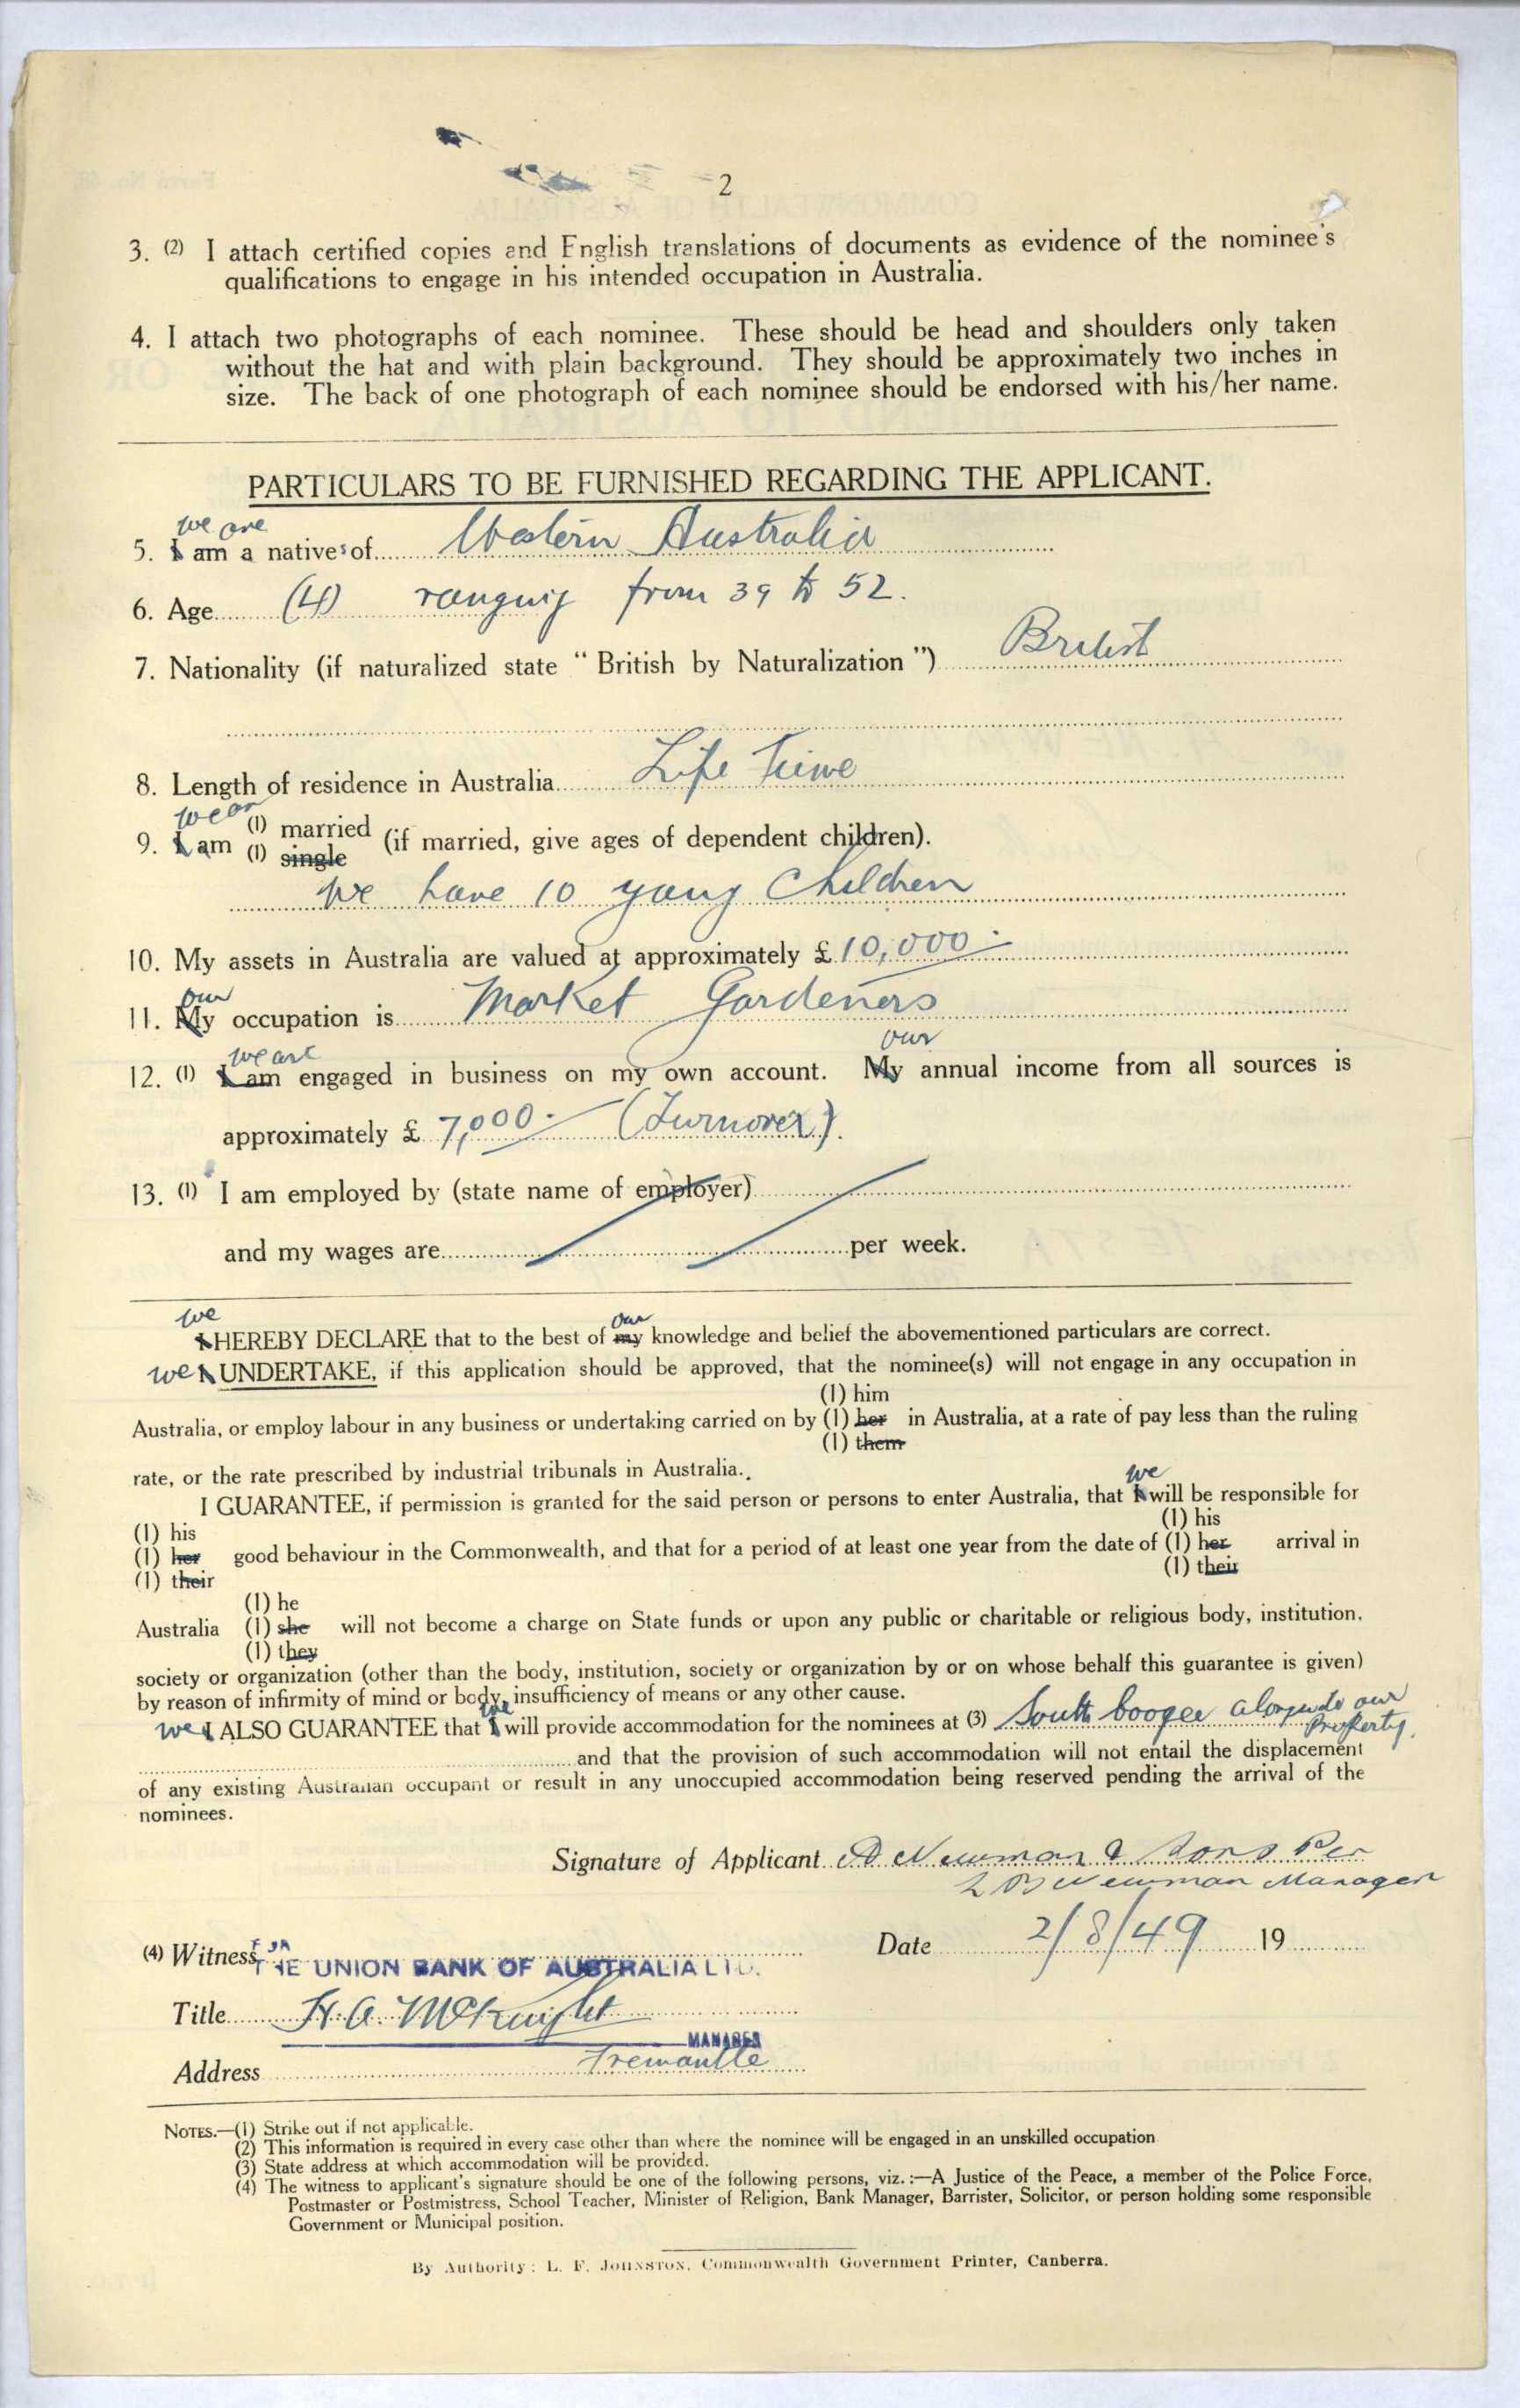 2
3. (2) I attach certified copies and English translations of documents as evidence of the nominee's
qualifications to engage in his intended occupation in Australia.
4. I attach two photographs of each nominee. These should be head and shoulders only taken
without the hat and with plain background. They should be approximately two inches in
size. The back of one photograph of each nominee should be endorsed with his/her name.
PARTICULARS TO BE FURNISHED REGARDING THE APPLICANT.
we are
5. I am a natives of Western Australia
6. Age (4) ranging from 39 to 52.
7. Nationality (if naturalized state "British by Naturalization") British
8. Length of residence in Australia Life Time
we are
9. I am (1) married (if married, give ages of dependent children).
(1) single
We have 10 young Children
10. My assets in Australia are valued at approximately £ 10,000
our
11. My occupation is Market Gardeners
we are our
12. (1) I am engaged in business on my own account. My annual income from all sources is
approximately £ 7,000 (Turnover).
13. (1) I am employed by (state name of employer)
and my wages are per week.
we our
I HEREBY DECLARE that to the best of my knowledge and belief the abovementioned particulars are correct.
we I UNDERTAKE, if this application should be approved, that the nominee(s) will not engage in any occupation in
(1) him
Australia, or employ labour in any business or undertaking carried on by (1) her in Australia, at a rate of pay less than the ruling
(1) them
rate, or the rate prescribed by industrial tribunals in Australia.
we
I GUARANTEE, if permission is granted for the said person or persons to enter Australia, that I will be responsible for
(1) his (1) his
(1) her good behaviour in the Commonwealth, and that for a period of at least one year from the date of (1) her arrival in
(1) their (1) their
(1) he
Australia (1) she will not become a charge on State funds or upon any public or charitable or religious body, institution,
(1) they
society or organization (other than the body, institution, society or organization by or on whose behalf this guarantee is given)
by reason of infirmity of mind or body, insufficiency of means or any other cause.
we
we I ALSO GUARANTEE that I will provide accommodation for the nominees at (3) South Coogee alongside our
Property.
and that the provision of such accommodation will not entail the displacement
of any existing Australian occupant or result in any unoccupied accommodation being reserved pending the arrival of the
nominees.
Signature of Applicant Newman & Sons Per
Newman Manager
Date 2/8/49 19
FOR
(4) Witness THE UNION BANK OF AUSTRALIA LTD.
Title H. A. McKnight
MANAGER
Address Fremantle
NOTES.—(1) Strike out if not applicable.
(2) This information is required in every case other than where the nominee will be engaged in an unskilled occupation
(3) State address at which accommodation will be provided.
(4) The witness to applicant's signature should be one of the following persons, viz.:—A Justice of the Peace, a member of the Police Force,
Postmaster or Postmistress, School Teacher, Minister of Religion, Bank Manager, Barrister, Solicitor, or person holding some responsible
Government or Municipal position.
By Authority: L. F. JOHNSTON, Commonwealth Government Printer, Canberra.